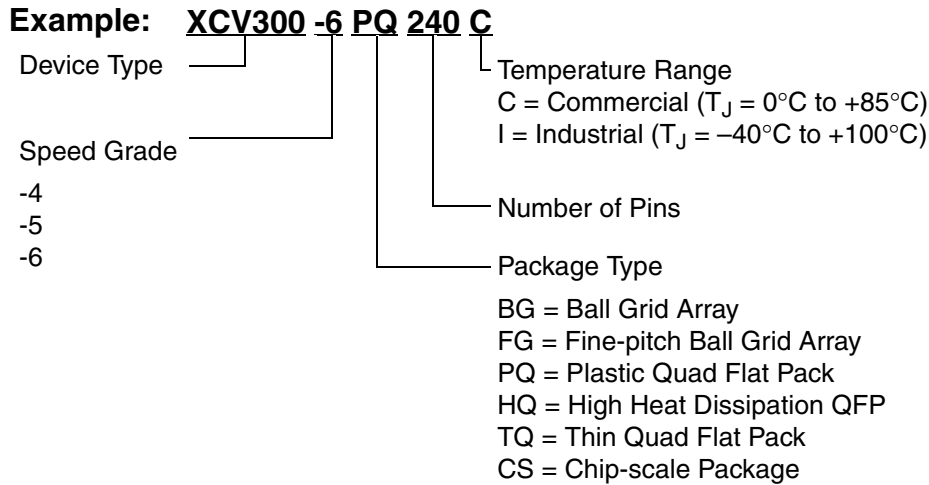 Example: XCV300 -6 PQ 240 C
Device Type
Temperature Range
C = Commercial (TJ = 0°C to +85°C)
I = Industrial (TJ = –40°C to +100°C)
Speed Grade
-4
-5
-6
Number of Pins
Package Type
BG = Ball Grid Array
FG = Fine-pitch Ball Grid Array
PQ = Plastic Quad Flat Pack
HQ = High Heat Dissipation QFP
TQ = Thin Quad Flat Pack
CS = Chip-scale Package